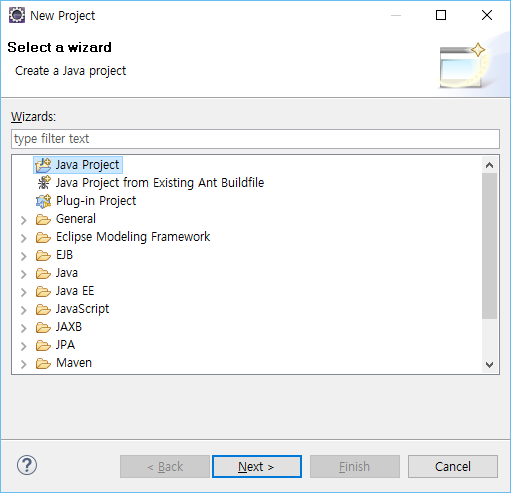 New Project
Select a wizard
Create a Java project
Wizards:
type filter text
Java Project
Java Project from Existing Ant Buildfile
Plug-in Project
General
Eclipse Modeling Framework
EJB
Java
Java EE
JavaScript
JAXB
JPA
Maven
? < Back Next > Finish Cancel